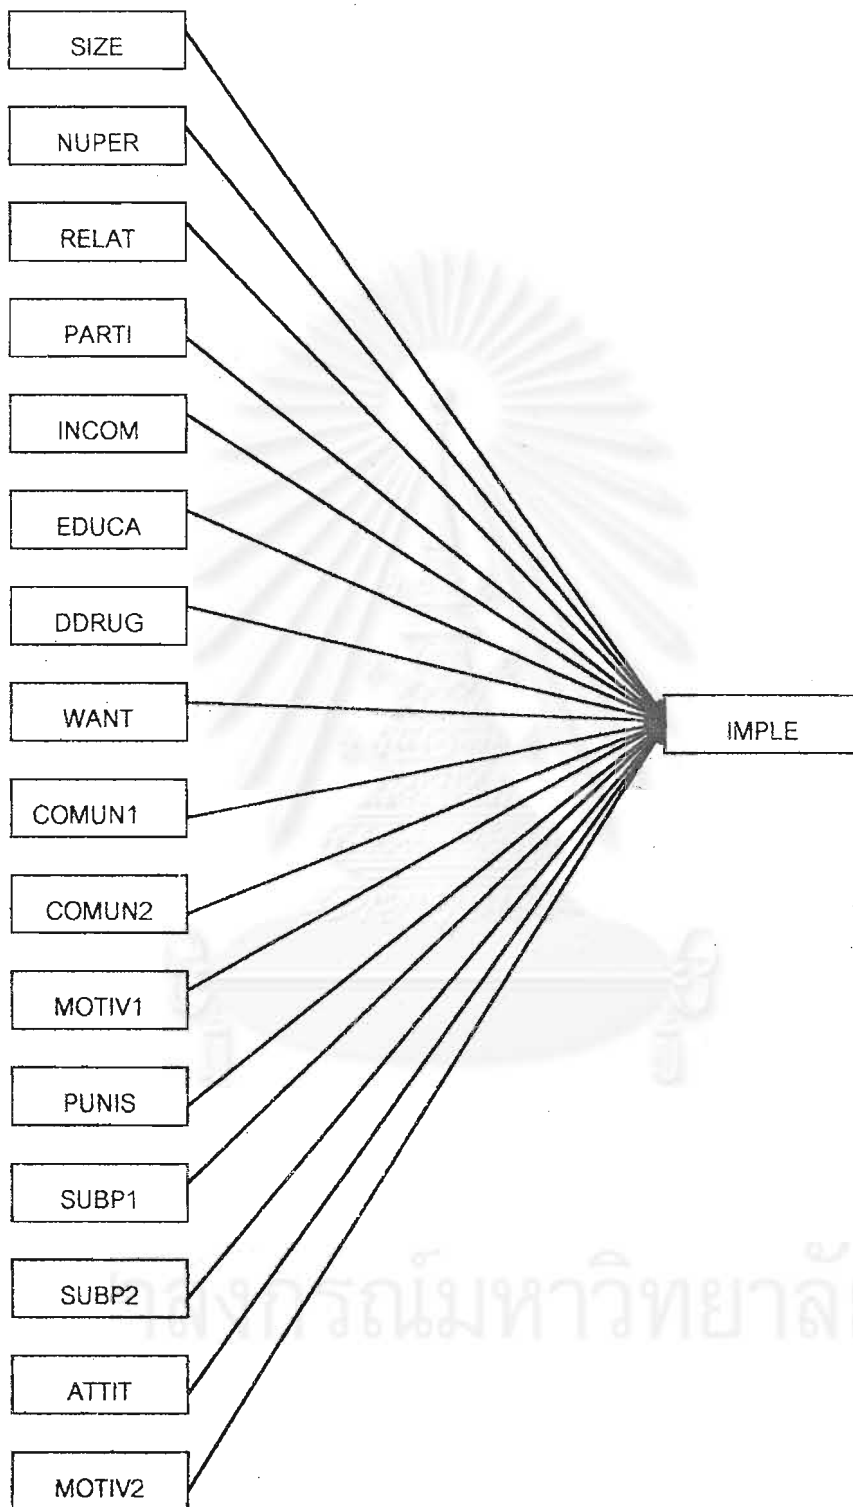 SIZE
NUPER
RELAT
PARTI
INCOM
EDUCA
DDRUG
WANT
IMPLE
COMUN1
COMUN2
MOTIV1
PUNIS
SUBP1
SUBP2
ATTIT
MOTIV2